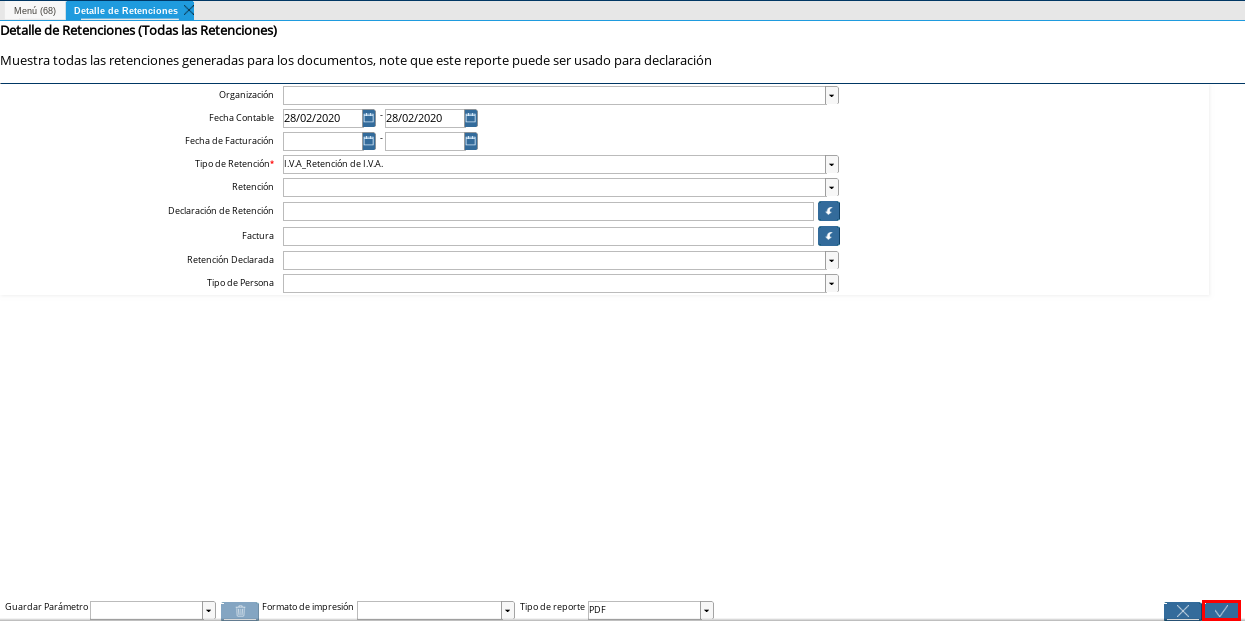 Menú (68) Detalle de Retenciones
Detalle de Retenciones (Todas las Retenciones)
Muestra todas las retenciones generadas para los documentos, note que este reporte puede ser usado para declaración
Organización
Fecha Contable 28/02/2020 - 28/02/2020
Fecha de Facturación -
Tipo de Retención* I.V.A_Retención de I.V.A.
Retención
Declaración de Retención
Factura
Retención Declarada
Tipo de Persona
Guardar Parámetro Formato de impresión Tipo de reporte PDF